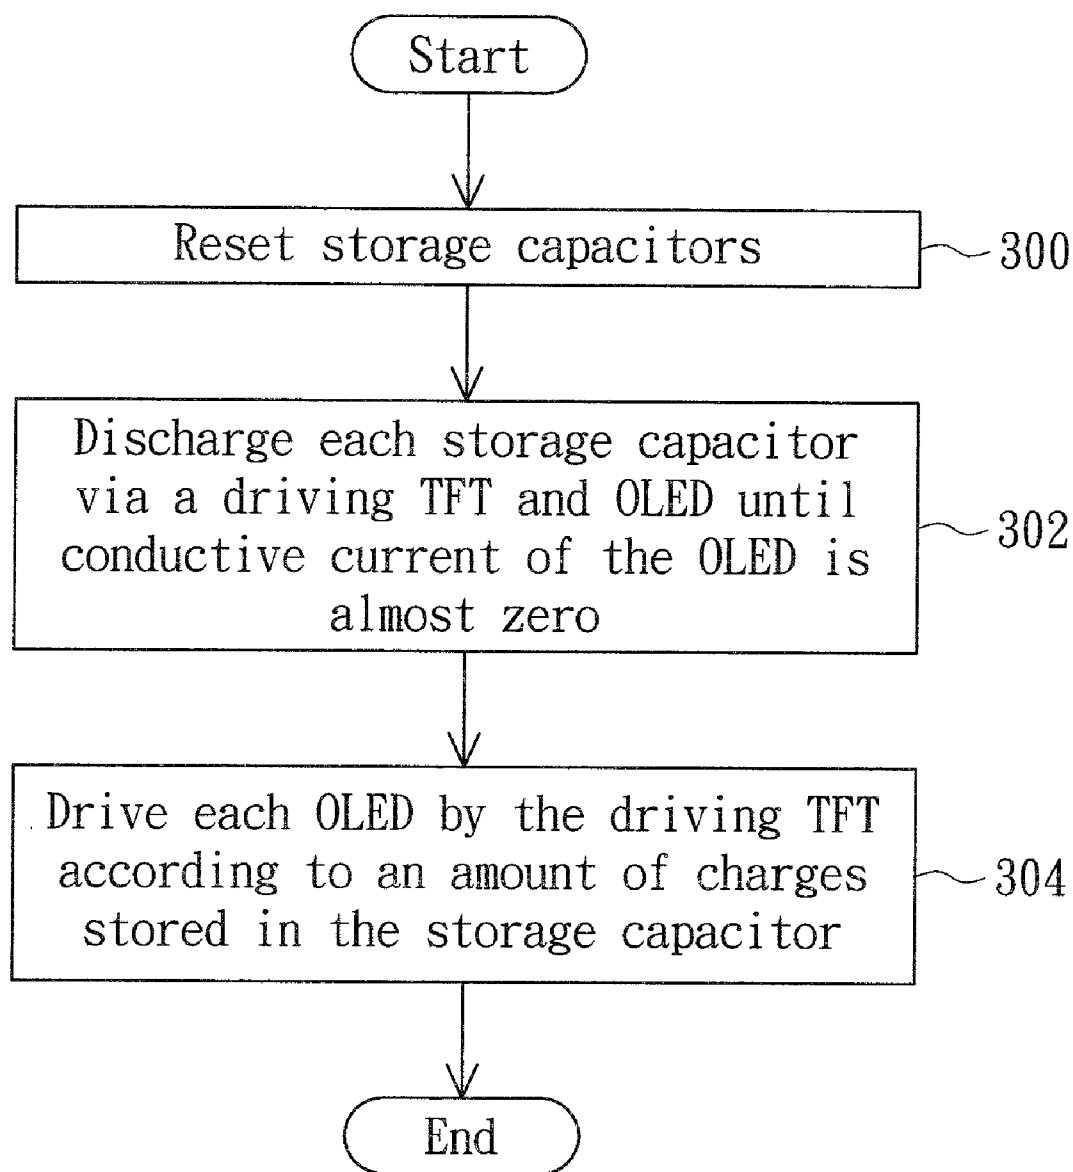 Start
Reset storage capacitors
300
Discharge each storage capacitor
via a driving TFT and OLED until
conductive current of the OLED is
almost zero
302
Drive each OLED by the driving TFT
according to an amount of charges
stored in the storage capacitor
304
End